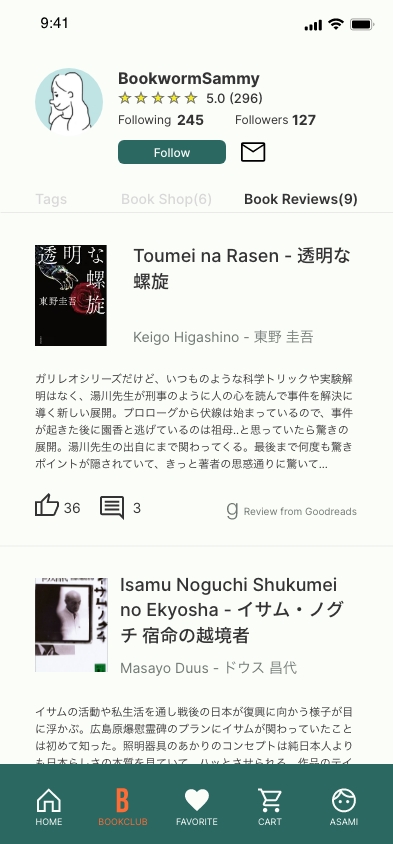 9:41
BookwormSammy
5.0 (296)
Following 245 Followers 127
Follow
Tags Book Shop(6) Book Reviews(9)
透明な
螺旋
東野圭吾
Toumei na Rasen - 透明な
螺旋
Keigo Higashino - 東野 圭吾
ガリレオシリーズだけど、いつものような科学トリックや実験解
明はなく、湯川先生が刑事のように人の心を読んで事件を解決に
導く新しい展開。プロローグから伏線は始まっているので、事件
が起きた後に園香と逃げているのは祖母..と思っていたら驚きの
展開。湯川先生の出自にまで関わってくる。最後まで何度も驚き
ポイントが隠されていて、きっと著者の思惑通りに驚いて...
36 3 g Review from Goodreads
Isamu Noguchi Shukumei
no Ekyosha - イサム・ノグ
チ 宿命の越境者
Masayo Duus - ドウス 昌代
イサムの活動や私生活を通し戦後の日本が復興に向かう様子が目
に浮かぶ。広島原爆慰霊碑のプランにイサムが関わっていたこと
は初めて知った。照明器具のあかりのコンセプトは純日本人より
も日本らしさの本質を見ていて、ハッとさせられる。作品のテイ
HOME BOOKCLUB FAVORITE CART ASAMI